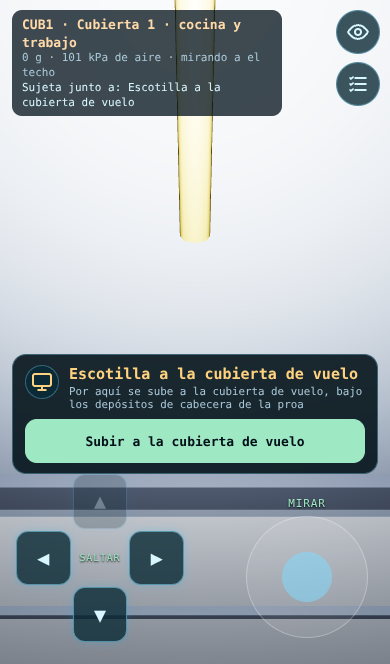 CUB1 · Cubierta 1 · cocina y
trabajo
0 g · 101 kPa de aire · mirando a el
techo
Sujeta junto a: Escotilla a la
cubierta de vuelo
Escotilla a la cubierta de vuelo
Por aquí se sube a la cubierta de vuelo, bajo
los depósitos de cabecera de la proa
Subir a la cubierta de vuelo
MIRAR
SALTAR